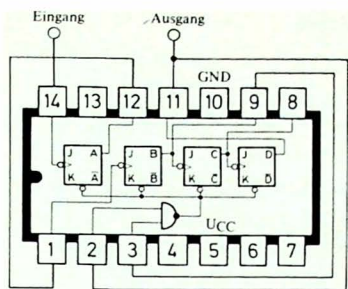 Eingang Ausgang
GND
14 13 12 11 10 9 8
J A J B J C J D
K A̅ K B̅ K C̅ K D̅
UCC
1 2 3 4 5 6 7